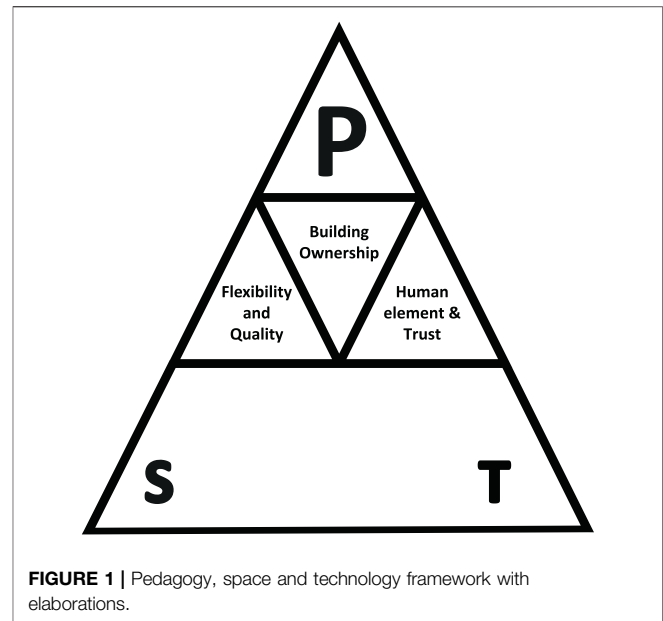 P
Building
Ownership
Flexibility
and
Quality
Human
element &
Trust
S
T
FIGURE 1 | Pedagogy, space and technology framework with
elaborations.